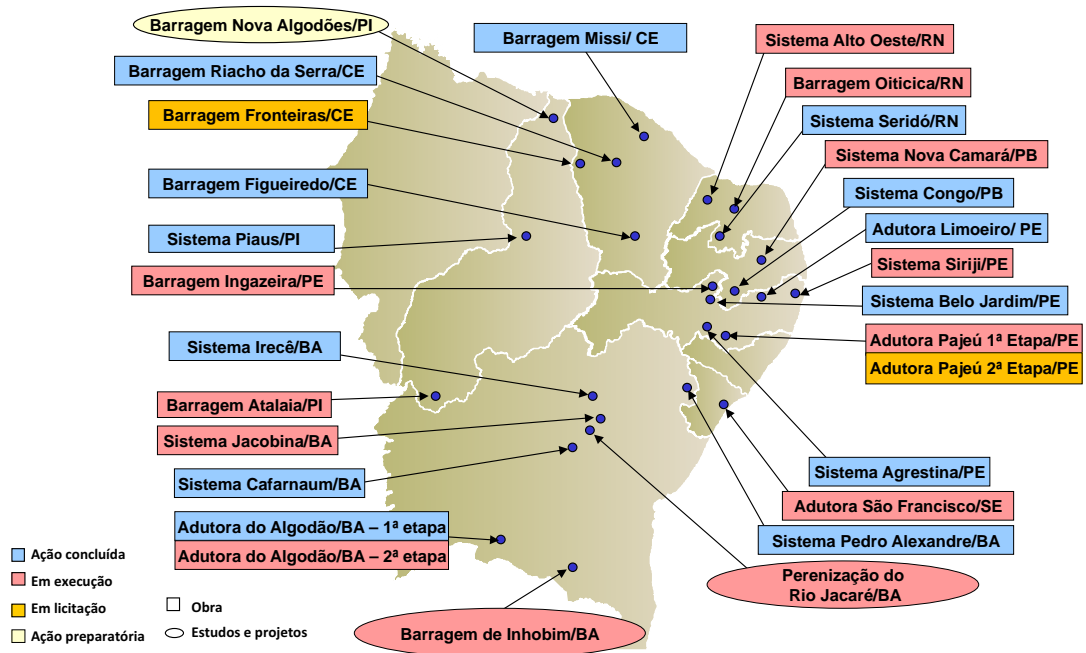 Barragem Nova Algodões/PI
Barragem Missi/ CE
Sistema Alto Oeste/RN
Barragem Riacho da Serra/CE
Barragem Oiticica/RN
Barragem Fronteiras/CE
Sistema Seridó/RN
Sistema Nova Camará/PB
Barragem Figueiredo/CE
Sistema Congo/PB
Sistema Piaus/PI
Adutora Limoeiro/ PE
Barragem Ingazeira/PE
Sistema Siriji/PE
Sistema Belo Jardim/PE
Sistema Irecê/BA
Adutora Pajeú 1ª Etapa/PE
Adutora Pajeú 2ª Etapa/PE
Barragem Atalaia/PI
Sistema Jacobina/BA
Sistema Cafarnaum/BA
Sistema Agrestina/PE
Adutora São Francisco/SE
Adutora do Algodão/BA – 1ª etapa
Adutora do Algodão/BA – 2ª etapa
Sistema Pedro Alexandre/BA
Perenização do
Rio Jacaré/BA
Barragem de Inhobim/BA
Ação concluída
Em execução
Em licitação
Ação preparatória
Obra
Estudos e projetos